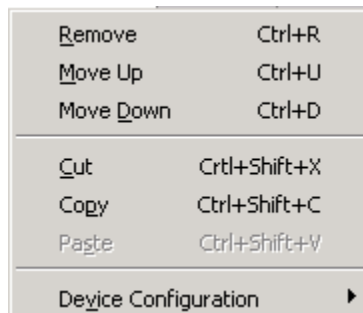 Remove Ctrl+R
Move Up Ctrl+U
Move Down Ctrl+D
Cut Crtl+Shift+X
Copy Ctrl+Shift+C
Paste Ctrl+Shift+V
Device Configuration